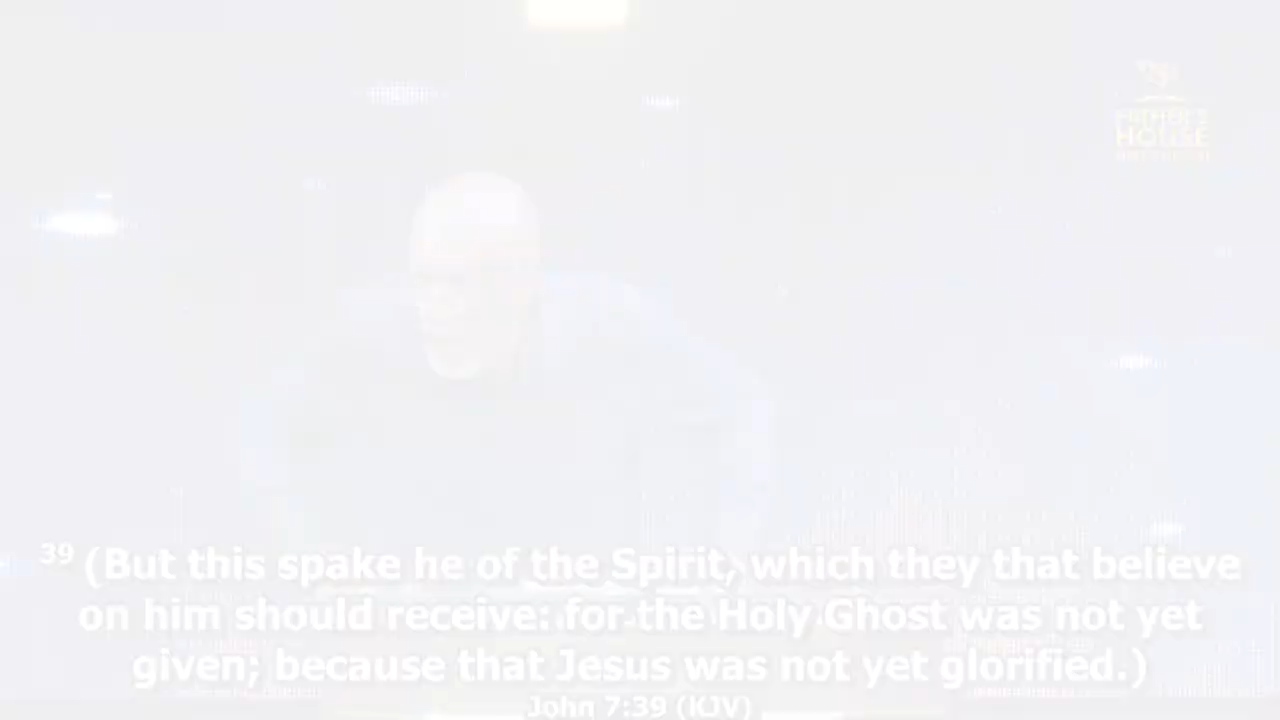 HOUSE
39 (But this spake he of the Spirit, which they that believe
on him should receive: for the Holy Ghost was not yet
given; because that Jesus was not yet glorified.)
John 7:39 (KJV)